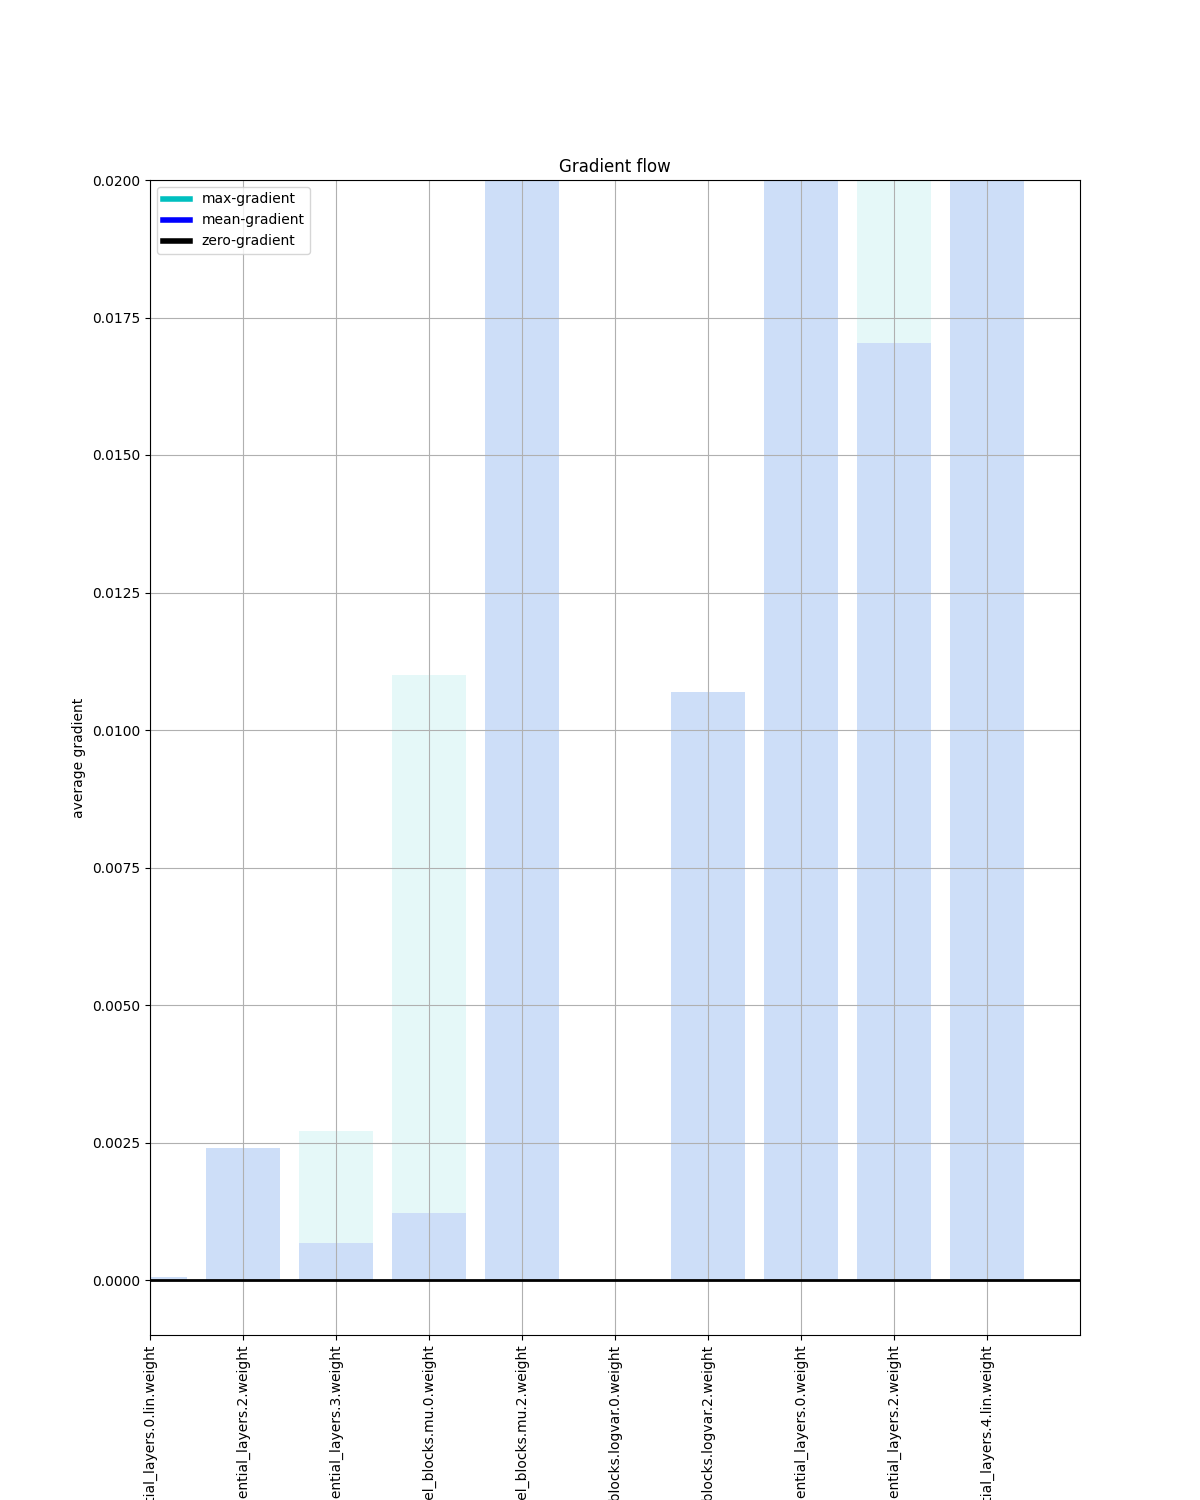 Gradient flow
max-gradient
mean-gradient
zero-gradient
0.0200
0.0175
0.0150
0.0125
0.0100
0.0075
0.0050
0.0025
0.0000
average gradient
tial_layers.0.lin.weight
ential_layers.2.weight
ential_layers.3.weight
el_blocks.mu.0.weight
el_blocks.mu.2.weight
blocks.logvar.0.weight
blocks.logvar.2.weight
ential_layers.0.weight
ential_layers.2.weight
tial_layers.4.lin.weight